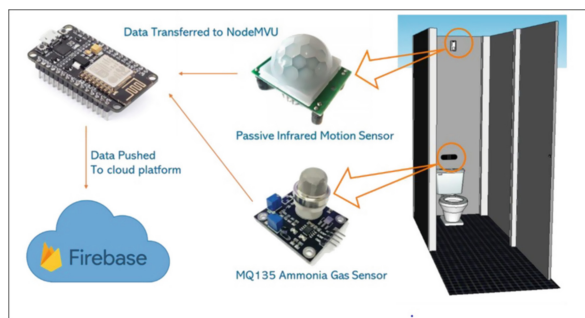 Data Transferred to NodeMVU
Passive Infrared Motion Sensor
Data Pushed
To cloud platform
Firebase
MQ135 Ammonia Gas Sensor